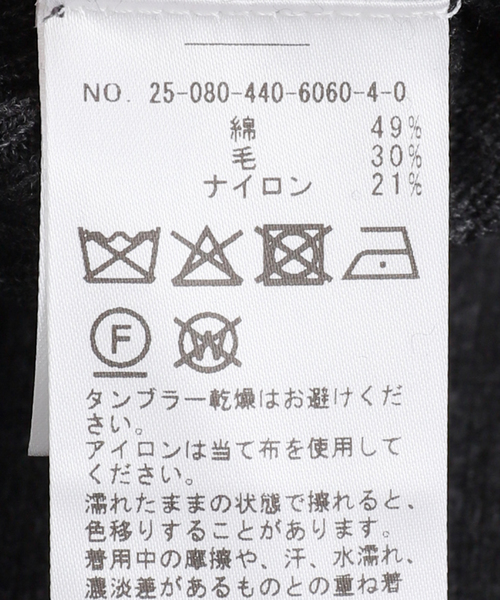 NO. 25-080-440-6060-4-0
綿 49%
毛 30%
ナイロン 21%
F W
タンブラー乾燥はお避けくだ
さい。
アイロンは当て布を使用して
ください。
濡れたままの状態で擦れると、
色移りすることがあります。
着用中の摩擦や、汗、水濡れ、
濃淡差があるものとの重ね着